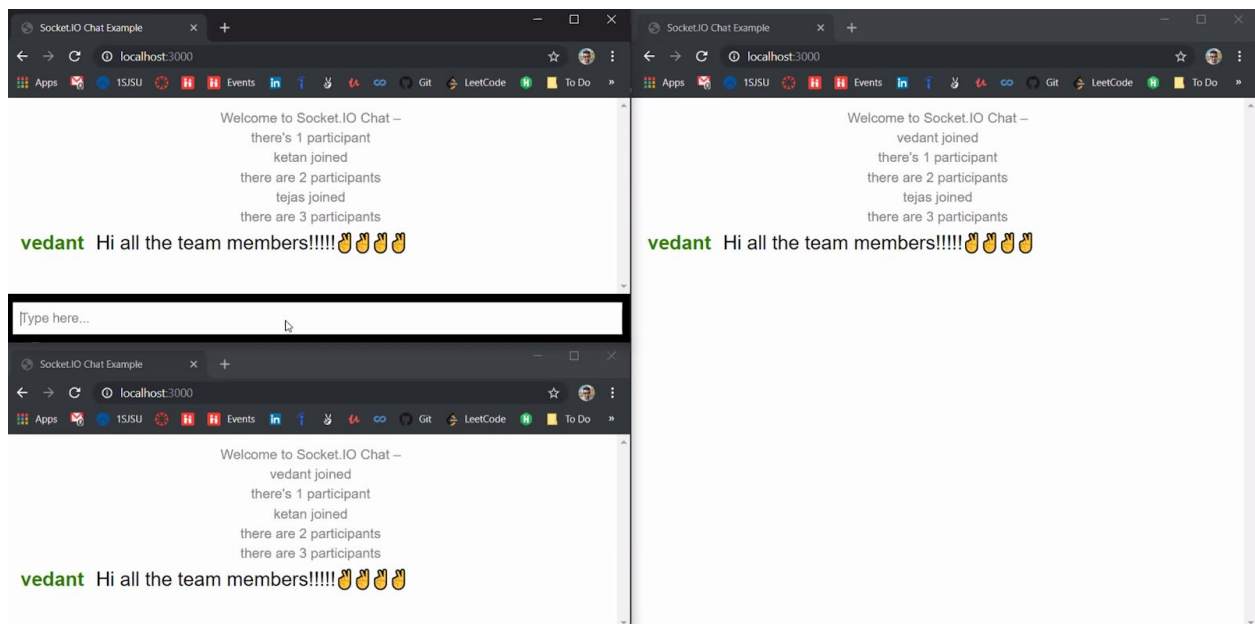 Socket.IO Chat Example
localhost:3000
Apps 1SJSU Events Git LeetCode To Do »
Welcome to Socket.IO Chat –
there's 1 participant
ketan joined
there are 2 participants
tejas joined
there are 3 participants
vedant Hi all the team members!!!!!✌✌✌✌
Type here...
Socket.IO Chat Example
localhost:3000
Apps 1SJSU Events Git LeetCode To Do »
Welcome to Socket.IO Chat –
vedant joined
there's 1 participant
ketan joined
there are 2 participants
there are 3 participants
vedant Hi all the team members!!!!!✌✌✌✌
Socket.IO Chat Example
localhost:3000
Apps 1SJSU Events Git LeetCode To Do »
Welcome to Socket.IO Chat –
vedant joined
there's 1 participant
there are 2 participants
tejas joined
there are 3 participants
vedant Hi all the team members!!!!!✌✌✌✌